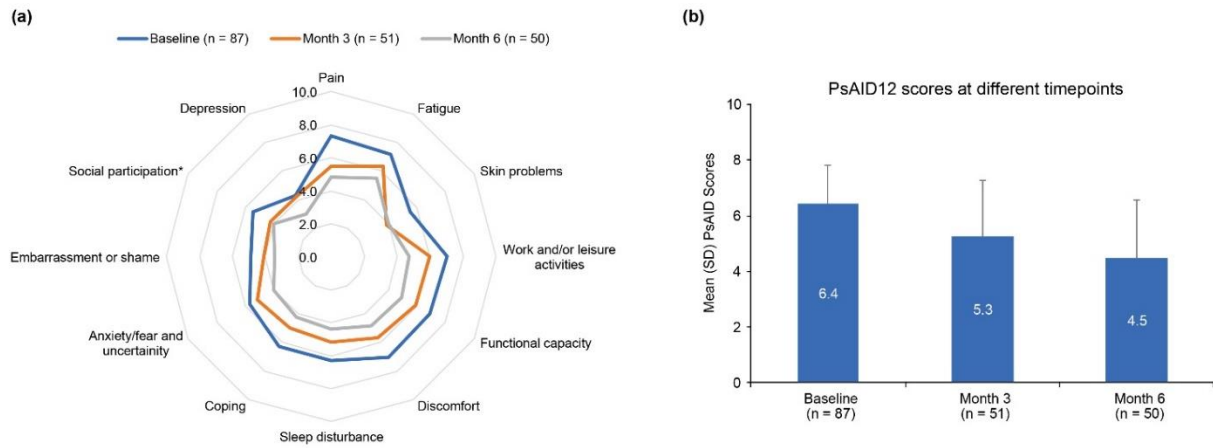 (a)
Baseline (n = 87) Month 3 (n = 51) Month 6 (n = 50)
Pain
Fatigue
Skin problems
Work and/or leisure
activities
Functional capacity
Discomfort
Sleep disturbance
Coping
Anxiety/fear and
uncertainity
Embarrassment or shame
Social participation*
Depression
10.0
8.0
6.0
4.0
2.0
0.0
(b)
PsAID12 scores at different timepoints
Mean (SD) PsAID Scores
10
8
6
4
2
0
6.4
5.3
4.5
Baseline
(n = 87)
Month 3
(n = 51)
Month 6
(n = 50)